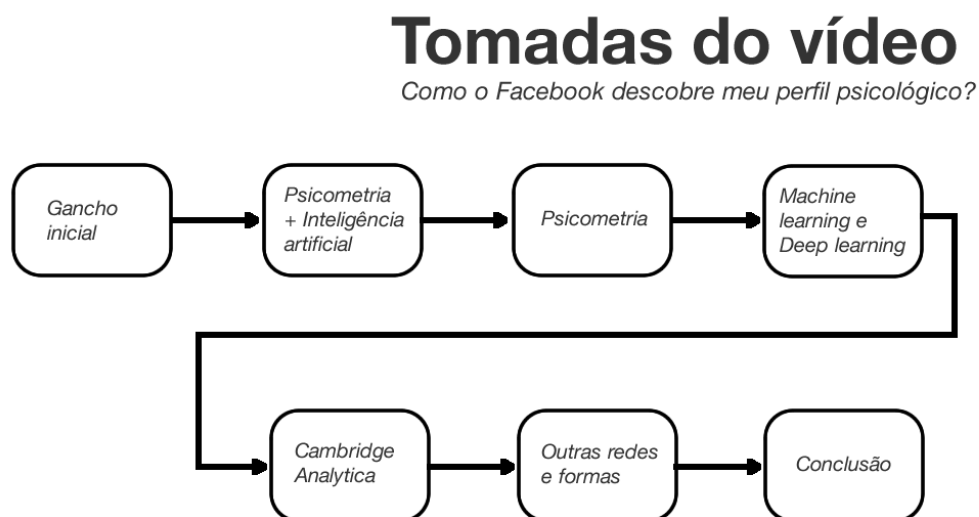 Tomadas do vídeo
Como o Facebook descobre meu perfil psicológico?
Gancho
inicial
Psicometria
+ Inteligência
artificial
Psicometria
Machine
learning e
Deep learning
Cambridge
Analytica
Outras redes
e formas
Conclusão